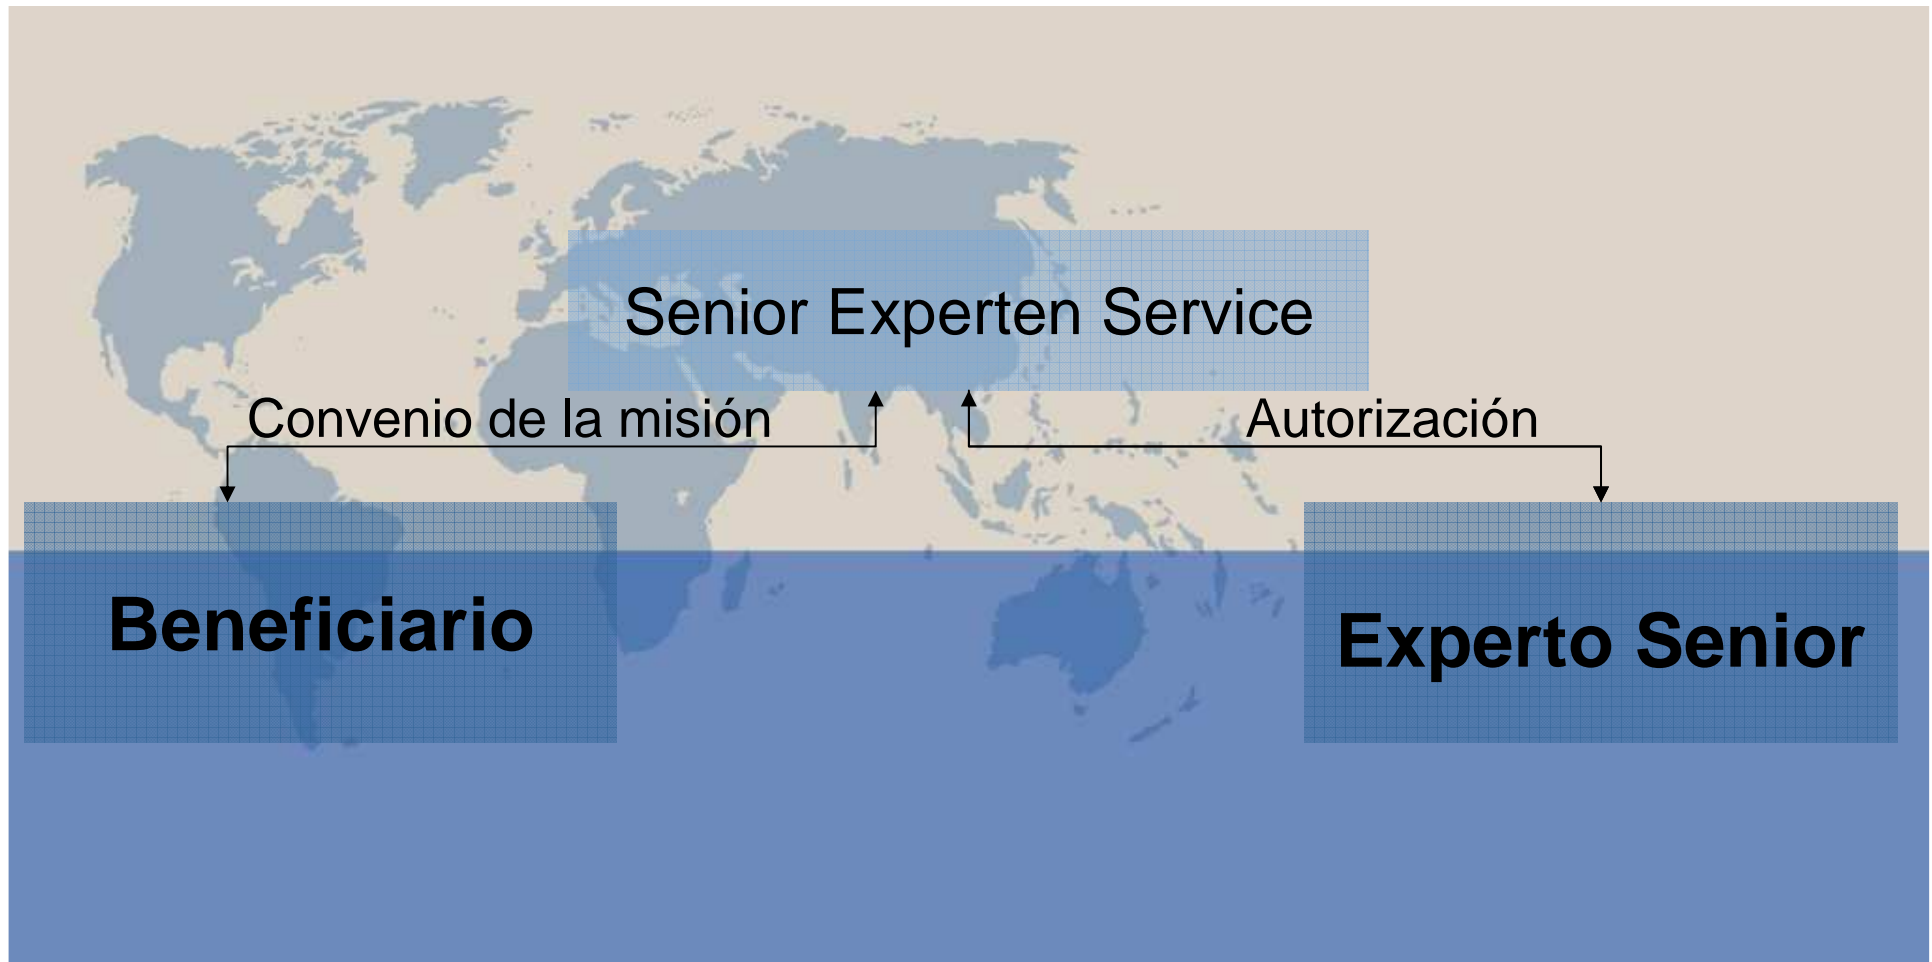 Senior Experten Service
Convenio de la misión
Autorización
Beneficiario
Experto Senior